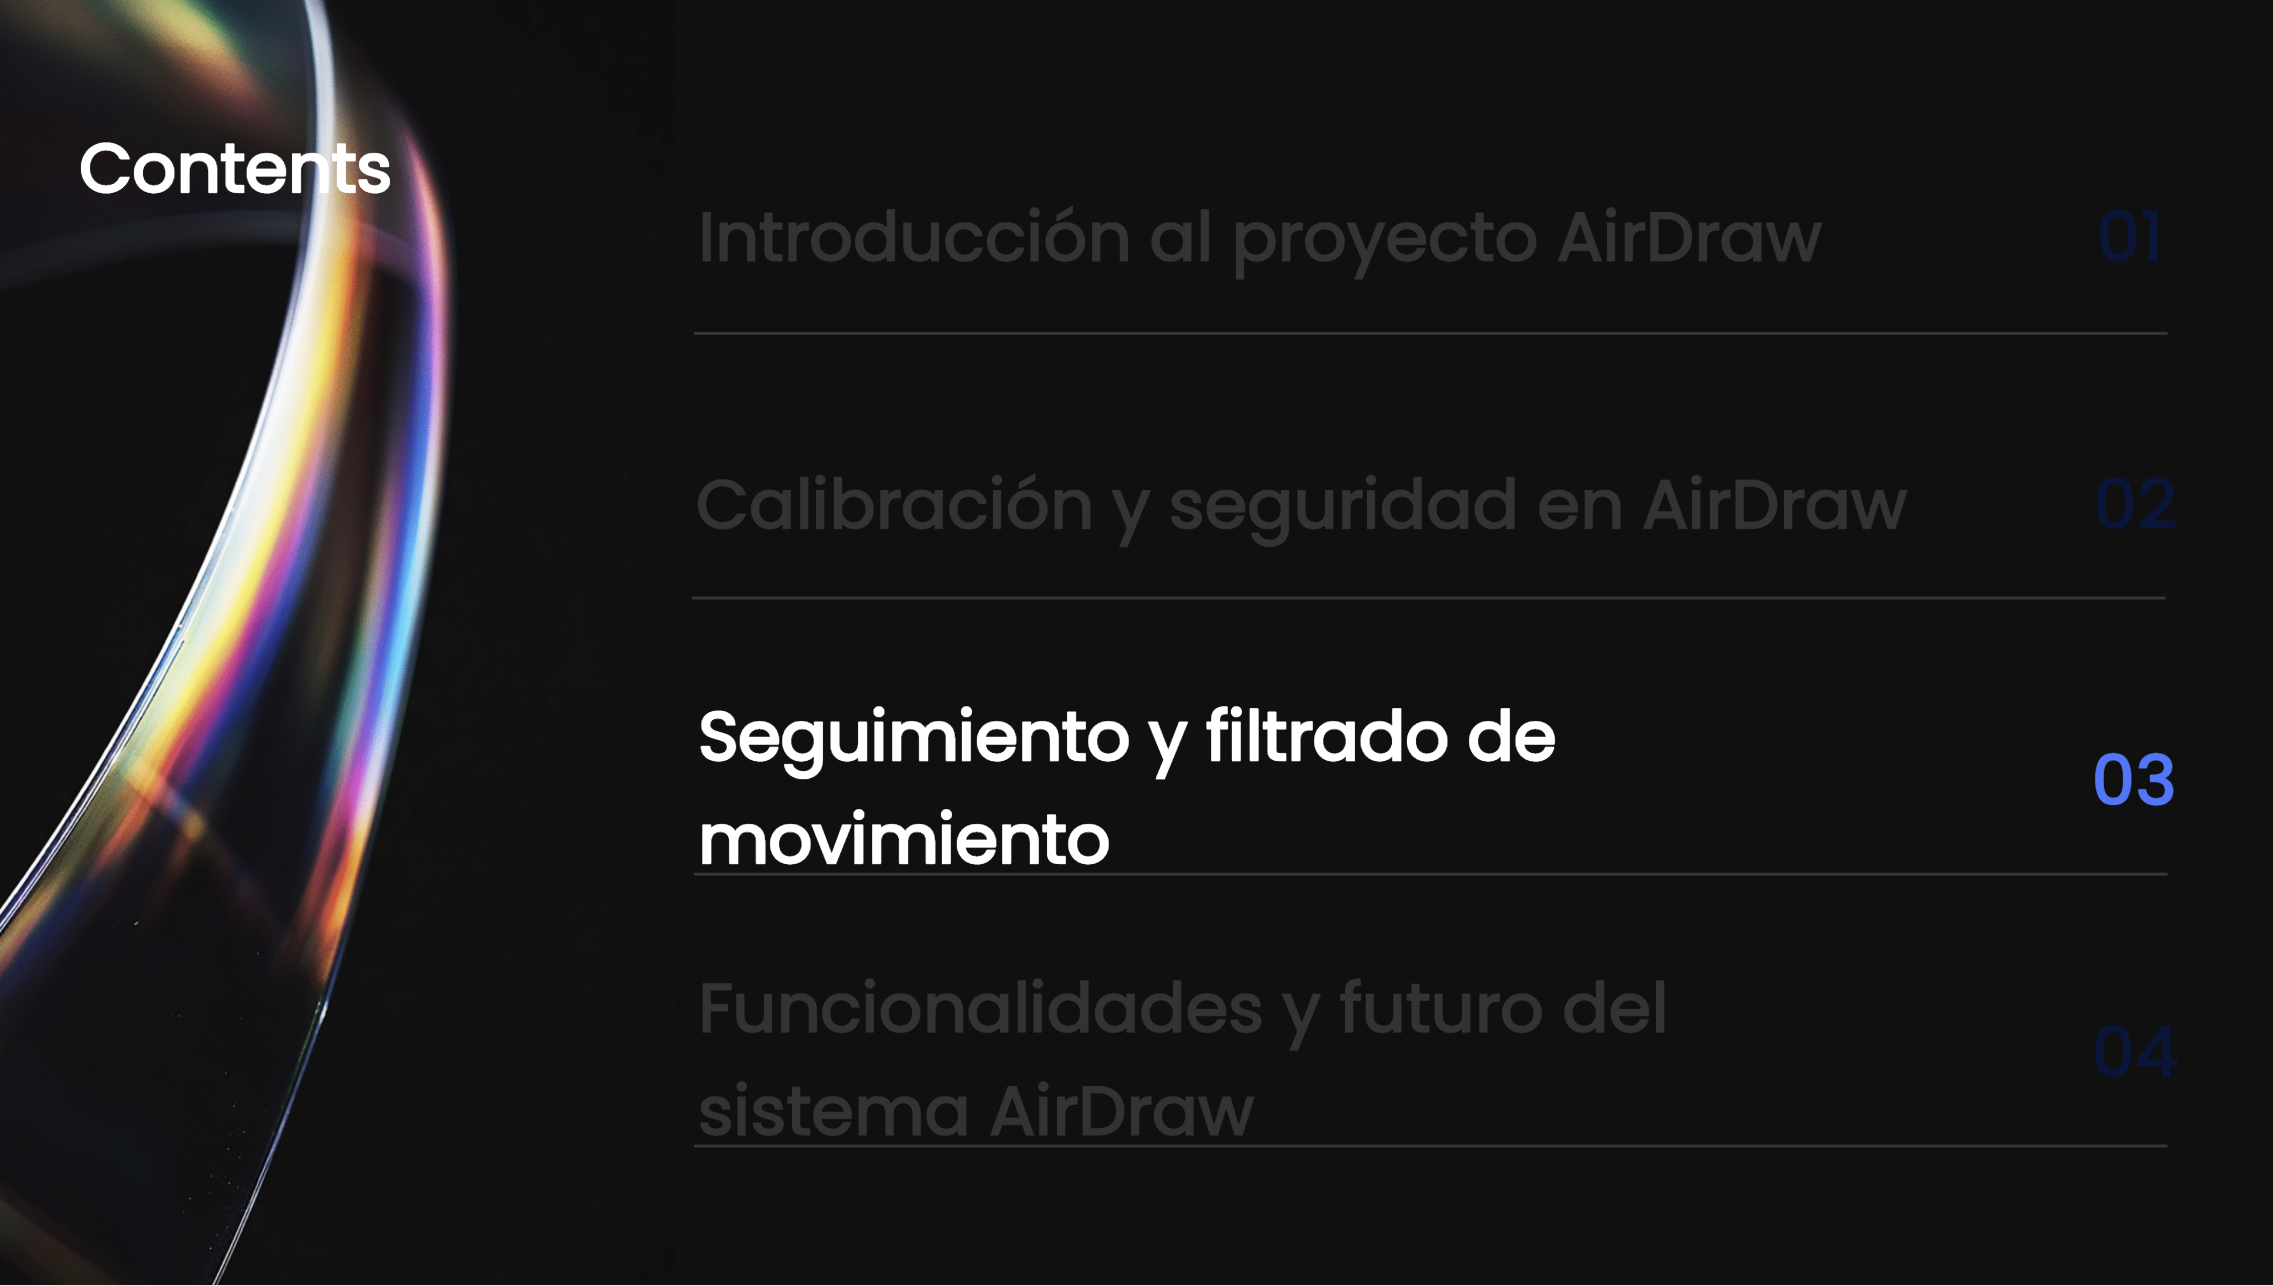 Contents
Introducción al proyecto AirDraw 01
Calibración y seguridad en AirDraw 02
Seguimiento y filtrado de
movimiento
03
Funcionalidades y futuro del
sistema AirDraw
04